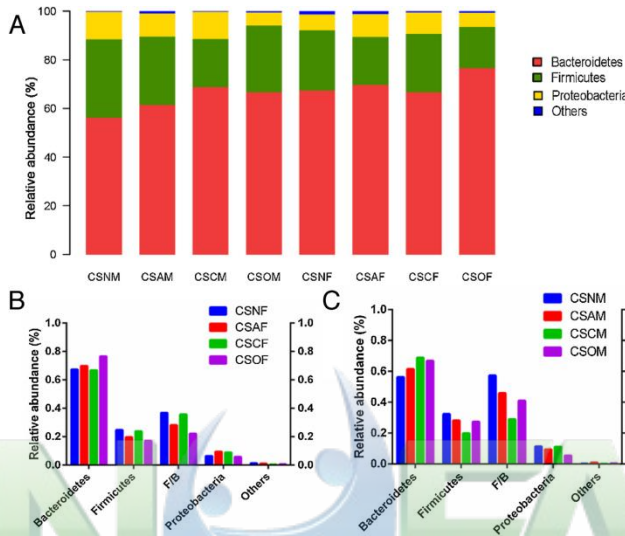 A
Relative abundance (%)
100
80
60
40
20
0
CSNM CSAM CSCM CSOM CSNF CSAF CSCF CSOF
Bacteroidetes
Firmicutes
Proteobacteria
Others
B
Relative abundance (%)
1.0
0.8
0.6
0.4
0.2
0.0
CSNF
CSAF
CSCF
CSOF
1.0
0.8
0.6
0.4
0.2
0.0
Bacteroidetes
Firmicutes
F/B
Proteobacteria
Others
C
Relative abundance (%)
1.0
0.8
0.6
0.4
0.2
0.0
CSNM
CSAM
CSCM
CSOM
Bacteroidetes
Firmicutes
F/B
Proteobacteria
Others